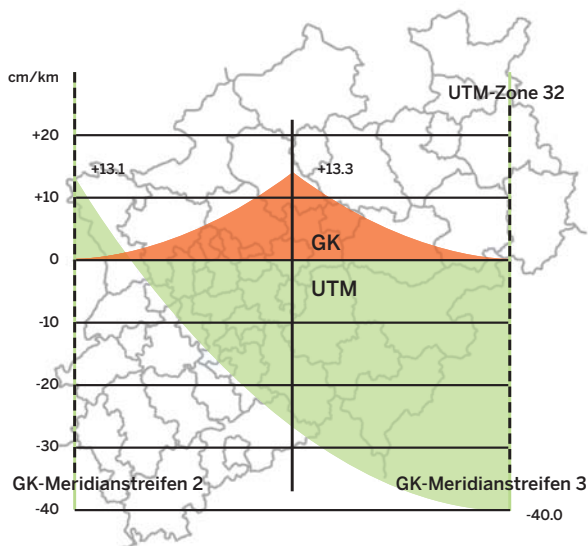 cm/km
UTM-Zone 32
+20
+13.1
+13.3
+10
GK
0
UTM
-10
-20
-30
GK-Meridianstreifen 2
GK-Meridianstreifen 3
-40
-40.0